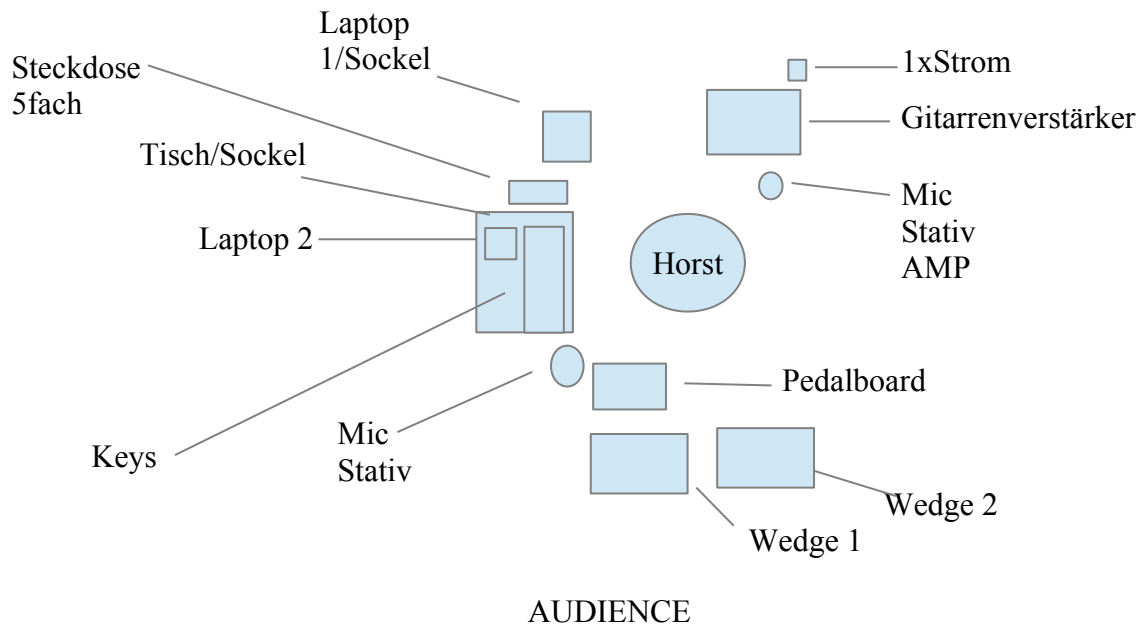 Laptop
1/Sockel
Steckdose
5fach
1xStrom
Gitarrenverstärker
Tisch/Sockel
Mic
Stativ
AMP
Laptop 2
Horst
Pedalboard
Mic
Stativ
Keys
Wedge 2
Wedge 1
AUDIENCE